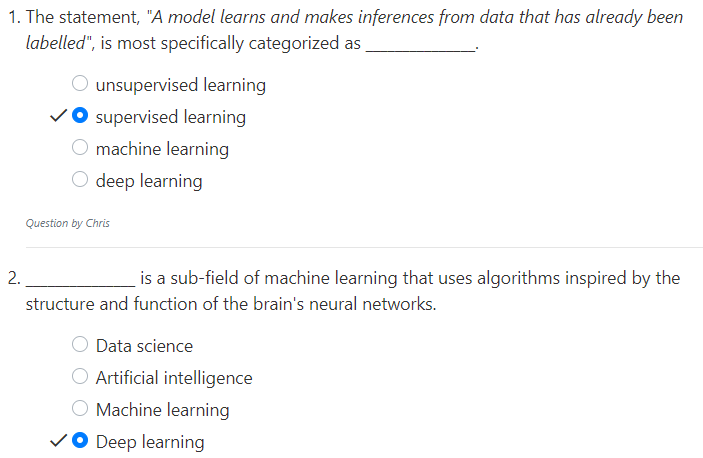 1. The statement, "A model learns and makes inferences from data that has already been
labelled", is most specifically categorized as _______________.
unsupervised learning
supervised learning
machine learning
deep learning
Question by Chris
2. _______________ is a sub-field of machine learning that uses algorithms inspired by the
structure and function of the brain's neural networks.
Data science
Artificial intelligence
Machine learning
Deep learning